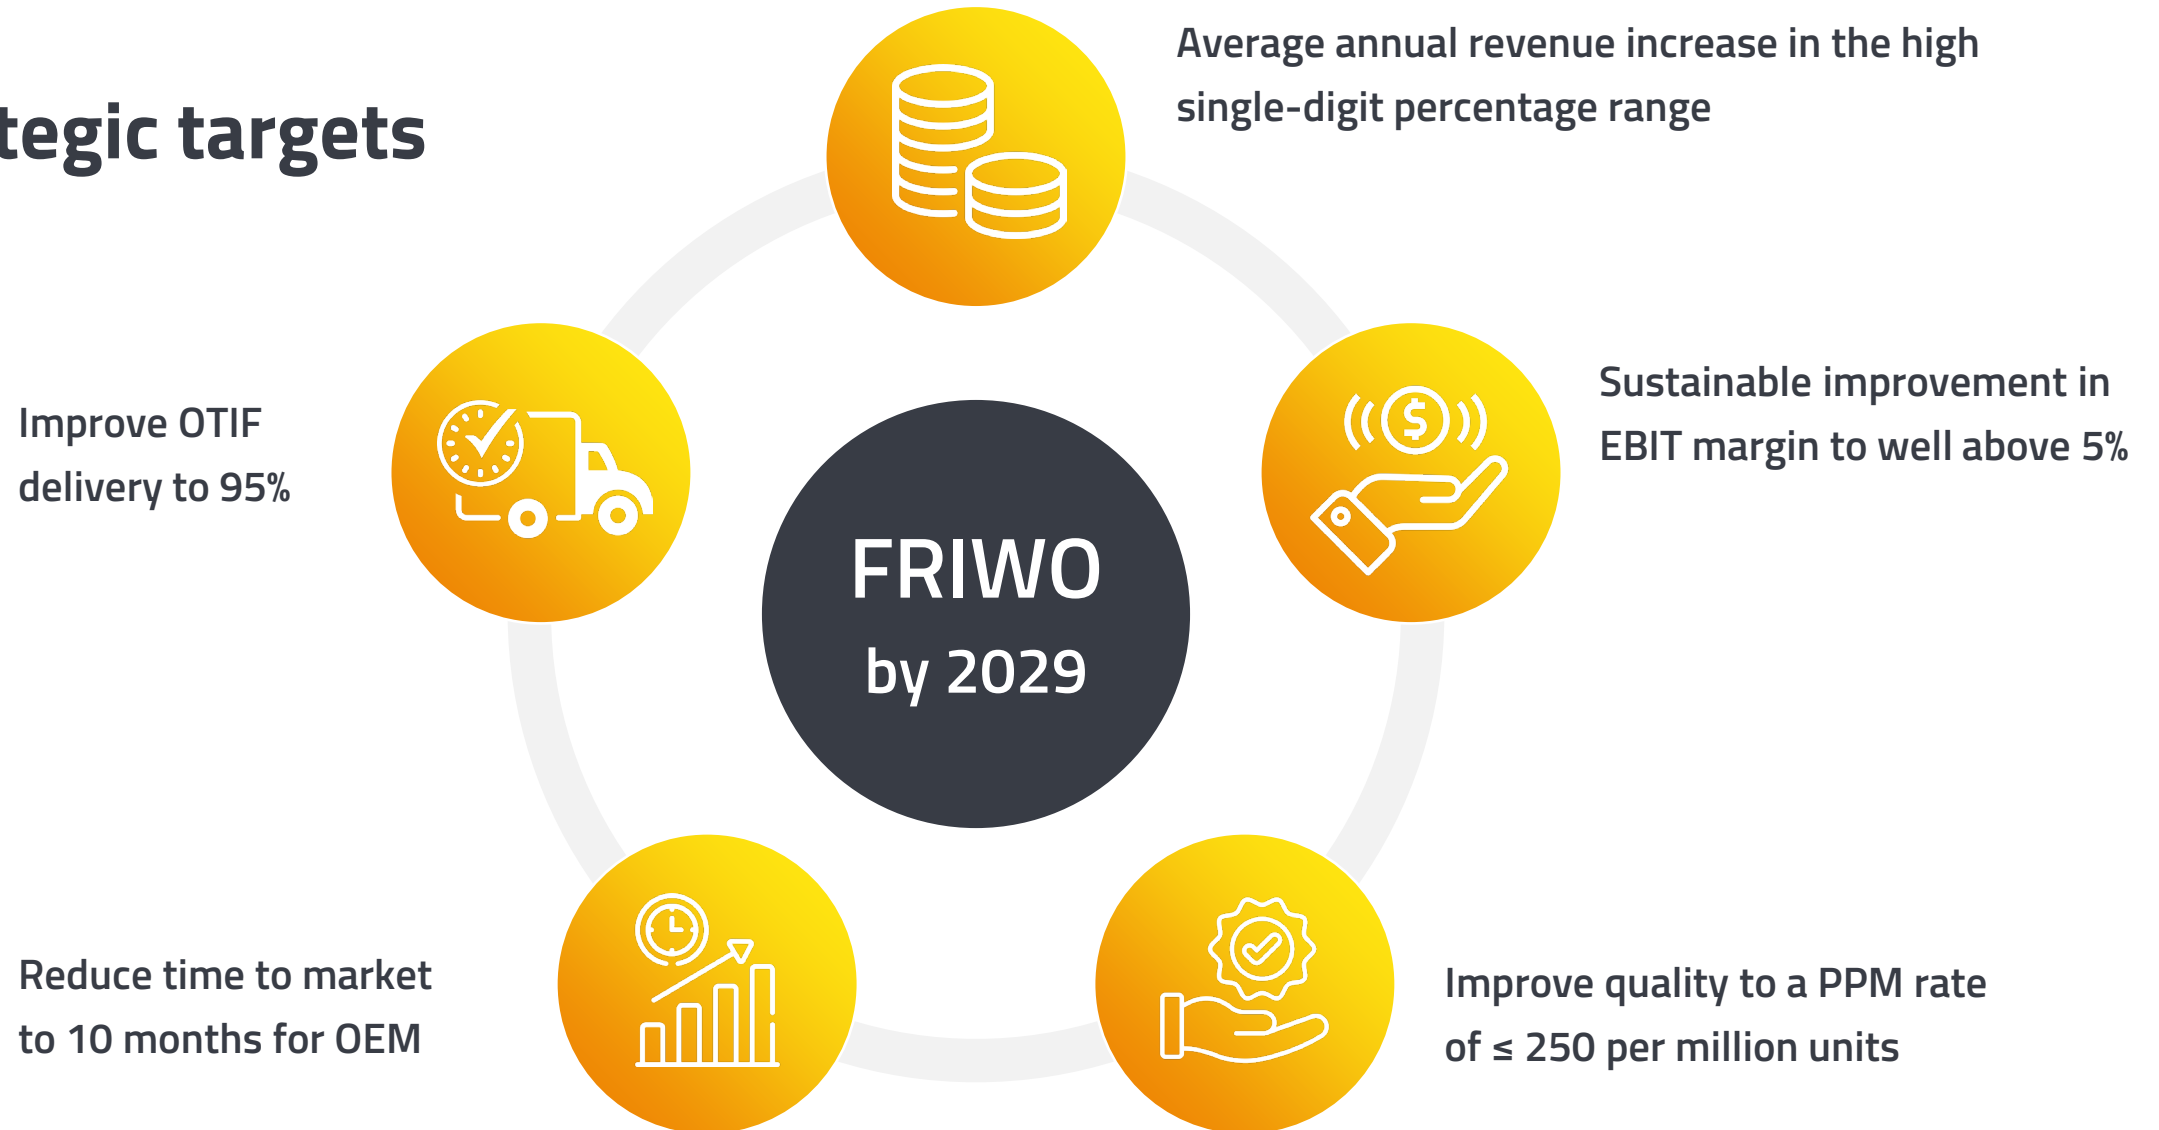 tegic targets
Average annual revenue increase in the high
single-digit percentage range
Sustainable improvement in
EBIT margin to well above 5%
Improve OTIF
delivery to 95%
FRIWO
by 2029
Reduce time to market
to 10 months for OEM
Improve quality to a PPM rate
of ≤ 250 per million units